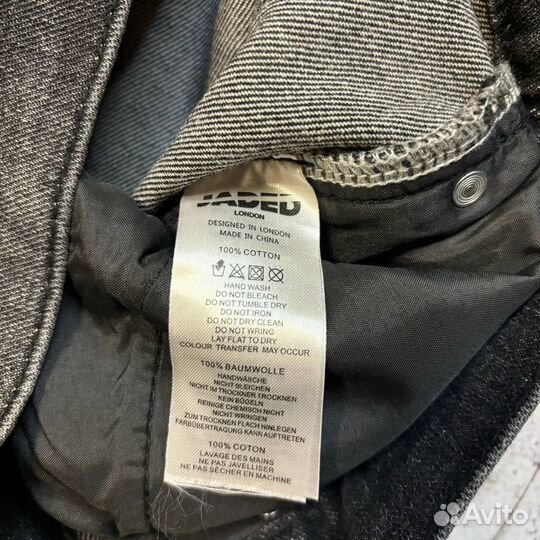 JADED
LONDON
DESIGNED IN LONDON
MADE IN CHINA
100% COTTON
HAND WASH
DO NOT BLEACH
DO NOT TUMBLE DRY
DO NOT IRON
DO NOT DRY CLEAN
DO NOT WRING
LAY FLAT TO DRY
COLOUR TRANSFER MAY OCCUR
100% BAUMWOLLE
HANDWÄSCHE
NICHT BLEICHEN
NICHT IM TROCKNER TROCKNEN
KEIN BÜGELN
REINIGE CHEMISCH NICHT
NICHT WRINGEN
ZUM TROCKNEN FLACH HINLEGEN
FARBÜBERTRAGUNG KANN AUFTRETEN
100% COTON
LAVAGE DES MAINS
NE PAS JAVELLISER
NE PAS SÉCHER EN MACHINE
Avito